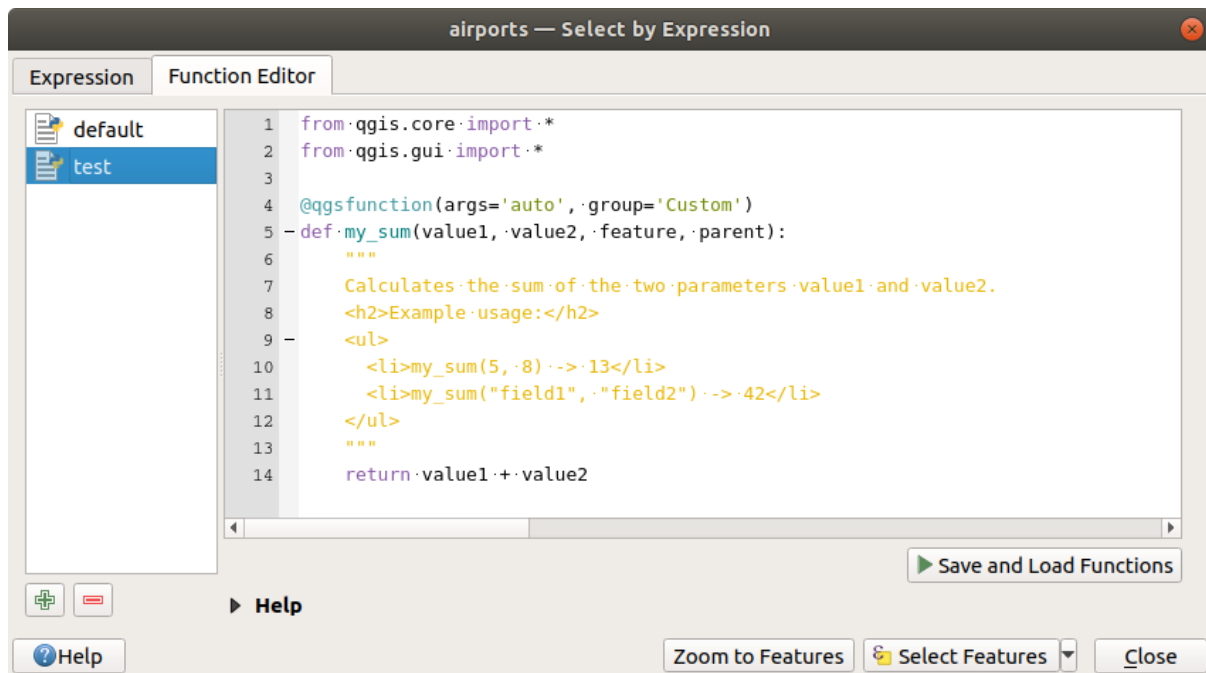 airports — Select by Expression
Expression
Function Editor
default
test
1 from qgis.core import *
2 from qgis.gui import *
3
4 @qgsfunction(args='auto', group='Custom')
5 def my_sum(value1, value2, feature, parent):
6 """
7 Calculates the sum of the two parameters value1 and value2.
8 <h2>Example usage:</h2>
9 <ul>
10 <li>my_sum(5, 8) -> 13</li>
11 <li>my_sum("field1", "field2") -> 42</li>
12 </ul>
13 """
14 return value1 + value2
Save and Load Functions
Help
Help
Zoom to Features
Select Features
Close